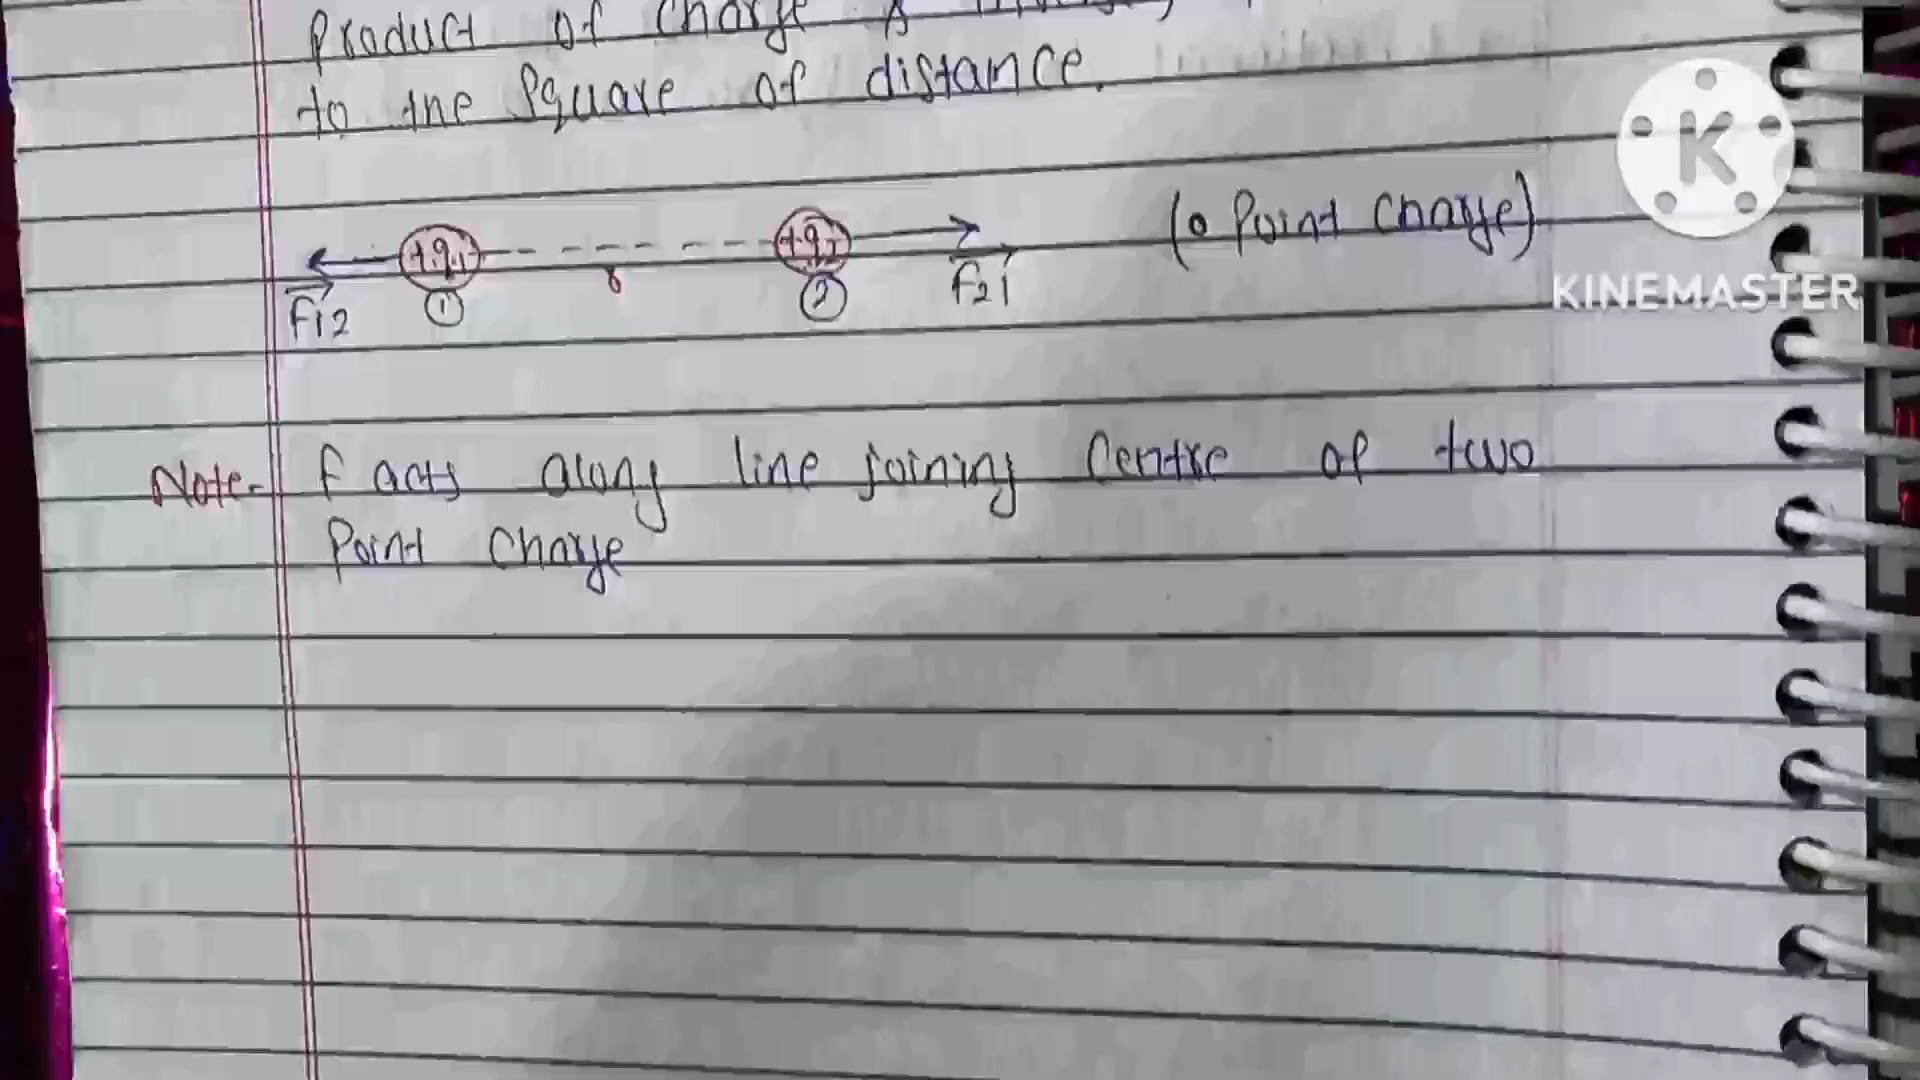 Product of Charge &
to the Square of distance.
(o Point Charge)
+q1 +q2
① r ②
F12 F21
KINEMASTER
Note- F acts along line joining Centre of two
Point Charge